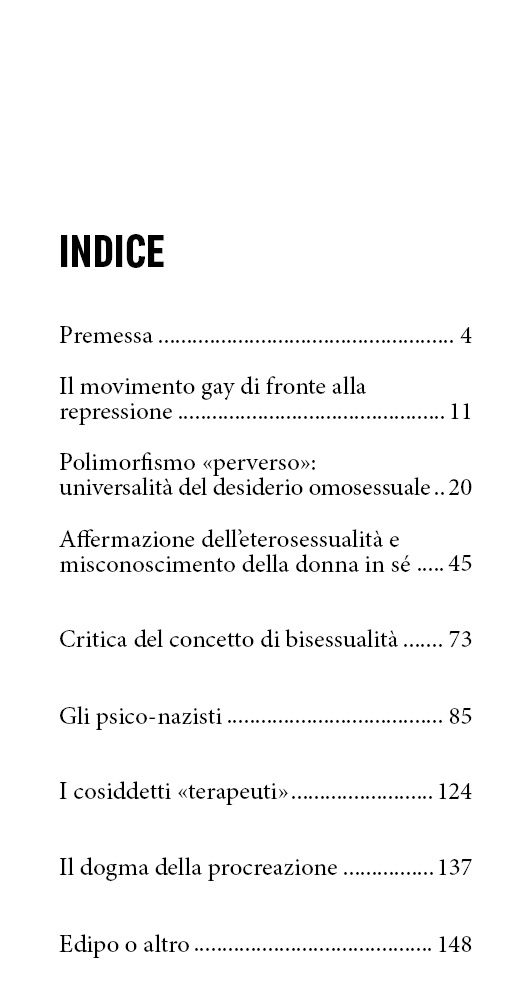 INDICE
Premessa .................................................... 4
Il movimento gay di fronte alla
repressione ............................................... 11
Polimorfismo «perverso»:
universalità del desiderio omosessuale .. 20
Affermazione dell’eterosessualità e
misconoscimento della donna in sé ..... 45
Critica del concetto di bisessualità ....... 73
Gli psico-nazisti ...................................... 85
I cosiddetti «terapeuti» ......................... 124
Il dogma della procreazione ................ 137
Edipo o altro .......................................... 148